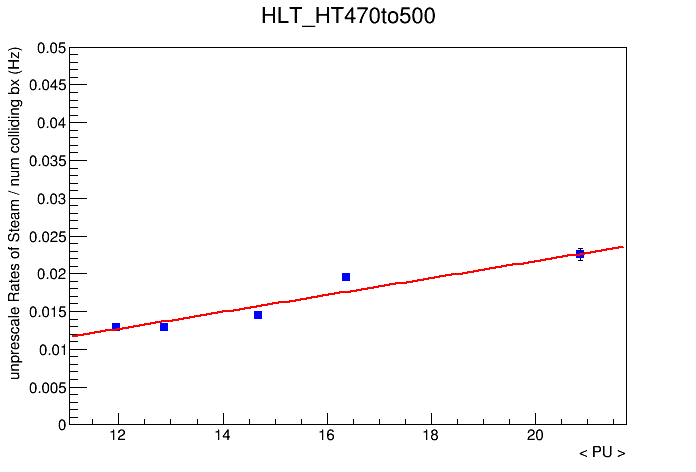 HLT_HT470to500
unprescale Rates of Steam / num colliding bx (Hz)
0.05
0.045
0.04
0.035
0.03
0.025
0.02
0.015
0.01
0.005
0
12 14 16 18 20
< PU >